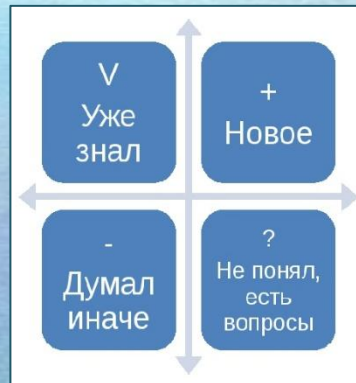 V
Уже
знал
+
Новое
-
Думал
иначе
?
Не понял,
есть
вопросы